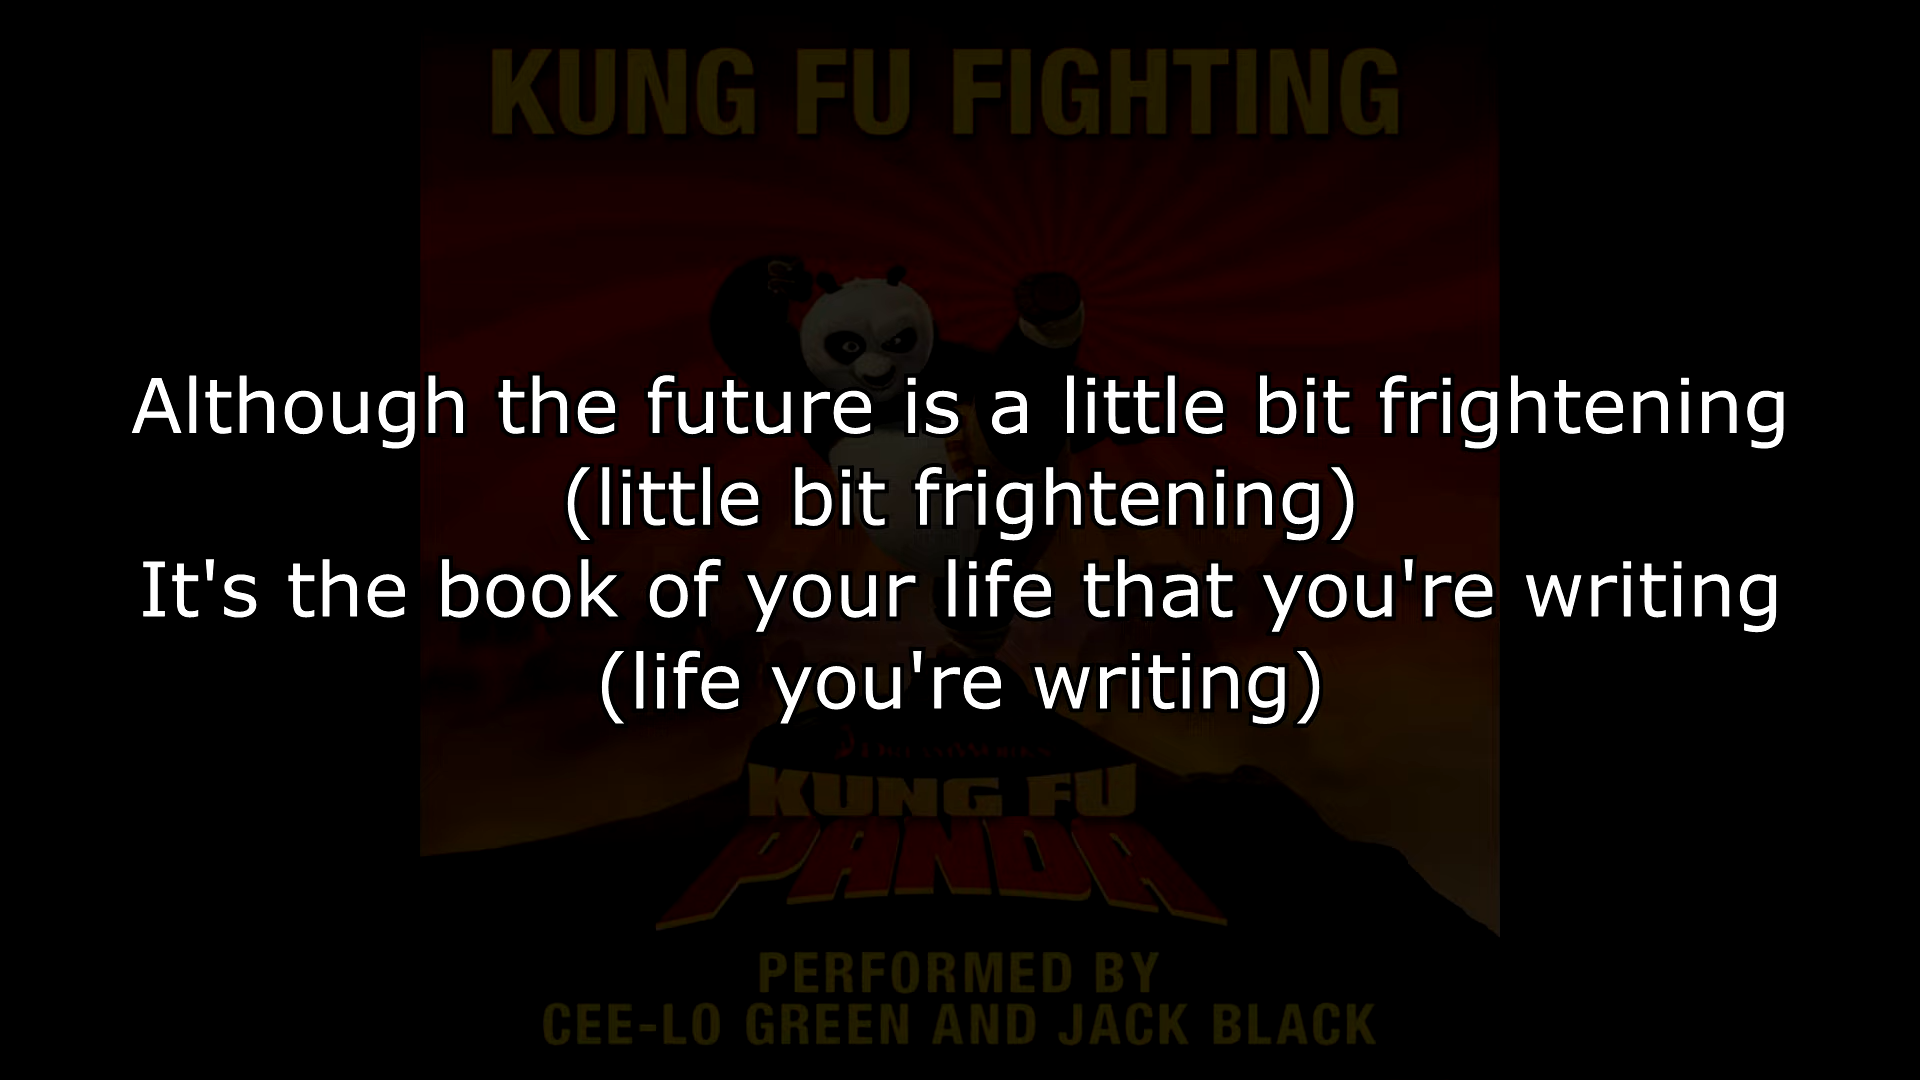 KUNG FU FIGHTING
Although the future is a little bit frightening
(little bit frightening)
It's the book of your life that you're writing
(life you're writing)
DREAMWORKS
KUNG FU
PANDA
PERFORMED BY
CEE-LO GREEN AND JACK BLACK